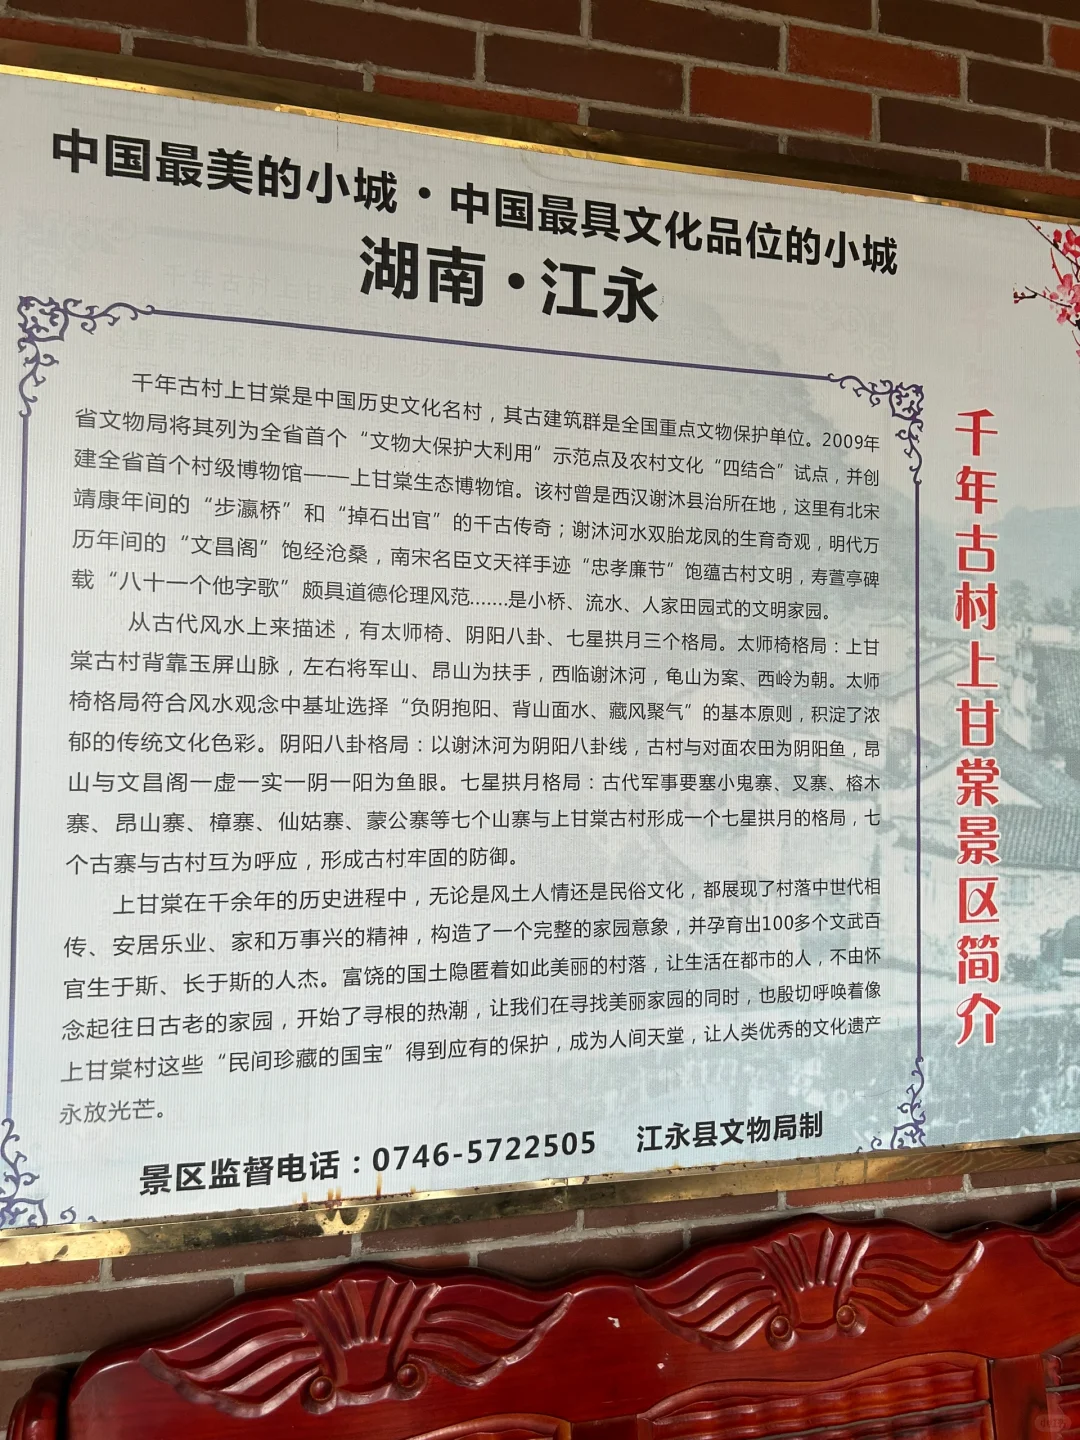 中国最美的小城·中国最具文化品位的小城
湖南·江永
千年古村上甘棠是中国历史文化名村，其古建筑群是全国重点文物保护单位。2009年
省文物局将其列为全省首个“文物大保护大利用”示范点及农村文化“四结合”试点，并创
建全省首个村级博物馆——上甘棠生态博物馆。该村曾是西汉谢沐县治所在地，这里有北宋
靖康年间的“步瀛桥”和“掉石出官”的千古传奇；谢沐河水双胎龙凤的生育奇观，明代万
历年间的“文昌阁”饱经沧桑，南宋名臣文天祥手迹“忠孝廉节”饱蕴古村文明，寿萱亭碑
载“八十一个他字歌”颇具道德伦理风范.......是小桥、流水、人家田园式的文明家园。
从古代风水上来描述，有太师椅、阴阳八卦、七星拱月三个格局。太师椅格局：上甘
棠古村背靠玉屏山脉，左右将军山、昂山为扶手，西临谢沐河，龟山为案、西岭为朝。太师
椅格局符合风水观念中基址选择“负阴抱阳、背山面水、藏风聚气”的基本原则，积淀了浓
郁的传统文化色彩。阴阳八卦格局：以谢沐河为阴阳八卦线，古村与对面农田为阴阳鱼，昂
山与文昌阁一虚一实一阴一阳为鱼眼。七星拱月格局：古代军事要塞小鬼寨、叉寨、榕木
寨、昂山寨、樟寨、仙姑寨、蒙公寨等七个山寨与上甘棠古村形成一个七星拱月的格局，七
个古寨与古村互为呼应，形成古村牢固的防御。
上甘棠在千余年的历史进程中，无论是风土人情还是民俗文化，都展现了村落中世代相
传、安居乐业、家和万事兴的精神，构造了一个完整的家园意象，并孕育出100多个文武百
官生于斯、长于斯的人杰。富饶的国土隐匿着如此美丽的村落，让生活在都市的人，不由怀
念起往日古老的家园，开始了寻根的热潮，让我们在寻找美丽家园的同时，也殷切呼唤着像
上甘棠村这些“民间珍藏的国宝”得到应有的保护，成为人间天堂，让人类优秀的文化遗产
永放光芒。
景区监督电话：0746-5722505 江永县文物局制
千年古村上甘棠景区简介